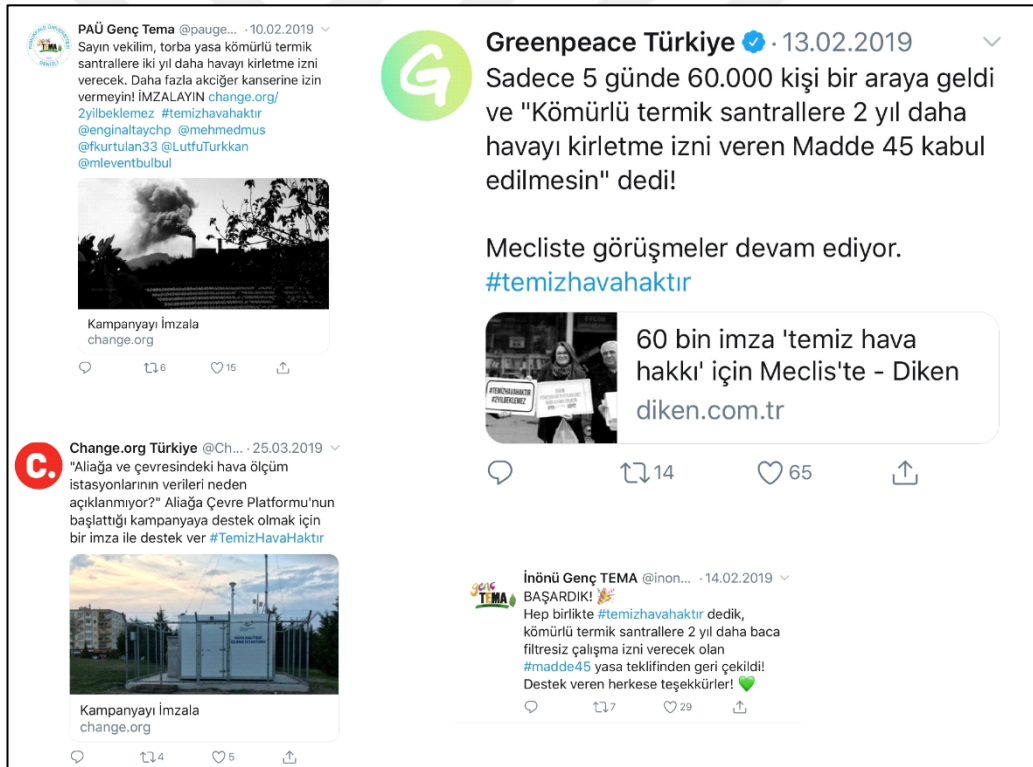 PAÜ Genç Tema @pauge... · 10.02.2019
Sayın vekilim, torba yasa kömürlü termik
santrallere iki yıl daha havayı kirletme izni
verecek. Daha fazla akciğer kanserine izin
vermeyin! İMZALAYIN change.org/
2yilbeklemez #temizhavahaktır
@enginaltaychp @mehmedmus
@fkurtulan33 @LutfuTurkkan
@mleventbulbul
Kampanyayı İmzala
change.org
6 15
Greenpeace Türkiye · 13.02.2019
Sadece 5 günde 60.000 kişi bir araya geldi
ve "Kömürlü termik santrallere 2 yıl daha
havayı kirletme izni veren Madde 45 kabul
edilmesin" dedi!
Mecliste görüşmeler devam ediyor.
#temizhavahaktır
#TEMİZHAVAHAKTIR
#2YILBEKLEMEZ
60 bin imza 'temiz hava
hakkı' için Meclis'te - Diken
diken.com.tr
14 65
C.
Change.org Türkiye @Ch... · 25.03.2019
"Aliağa ve çevresindeki hava ölçüm
istasyonlarının verileri neden
açıklanmıyor?" Aliağa Çevre Platformu'nun
başlattığı kampanyaya destek olmak için
bir imza ile destek ver #TemizHavaHaktır
Kampanyayı İmzala
change.org
4 5
genç
TEMA
İnönü Genç TEMA @inon... · 14.02.2019
BAŞARDIK!
Hep birlikte #temizhavahaktır dedik,
kömürlü termik santrallere 2 yıl daha baca
filtresiz çalışma izni verecek olan
#madde45 yasa teklifinden geri çekildi!
Destek veren herkese teşekkürler!
7 29